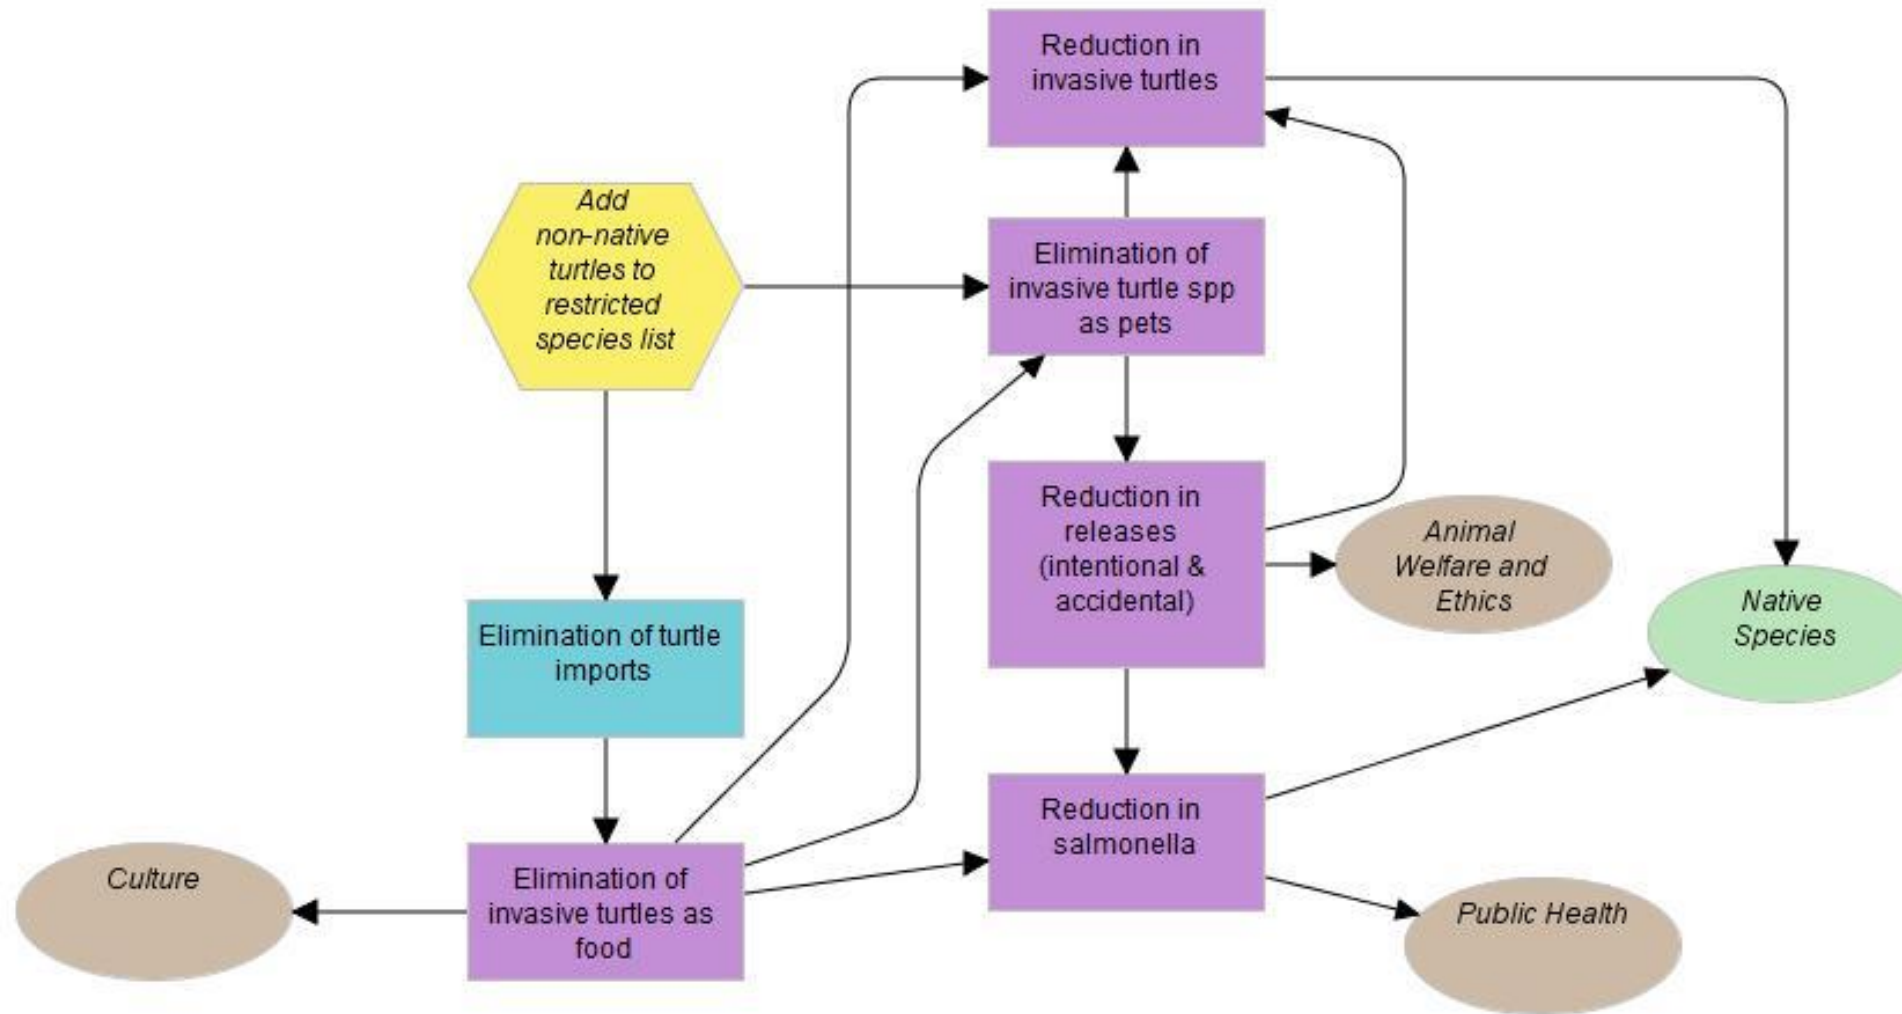 Reduction in
invasive turtles
Add
non-native
turtles to
restricted
species list
Elimination of
invasive turtle spp
as pets
Reduction in
releases
(intentional &
accidental)
Animal
Welfare and
Ethics
Native
Species
Elimination of turtle
imports
Reduction in
salmonella
Culture
Elimination of
invasive turtles as
food
Public Health